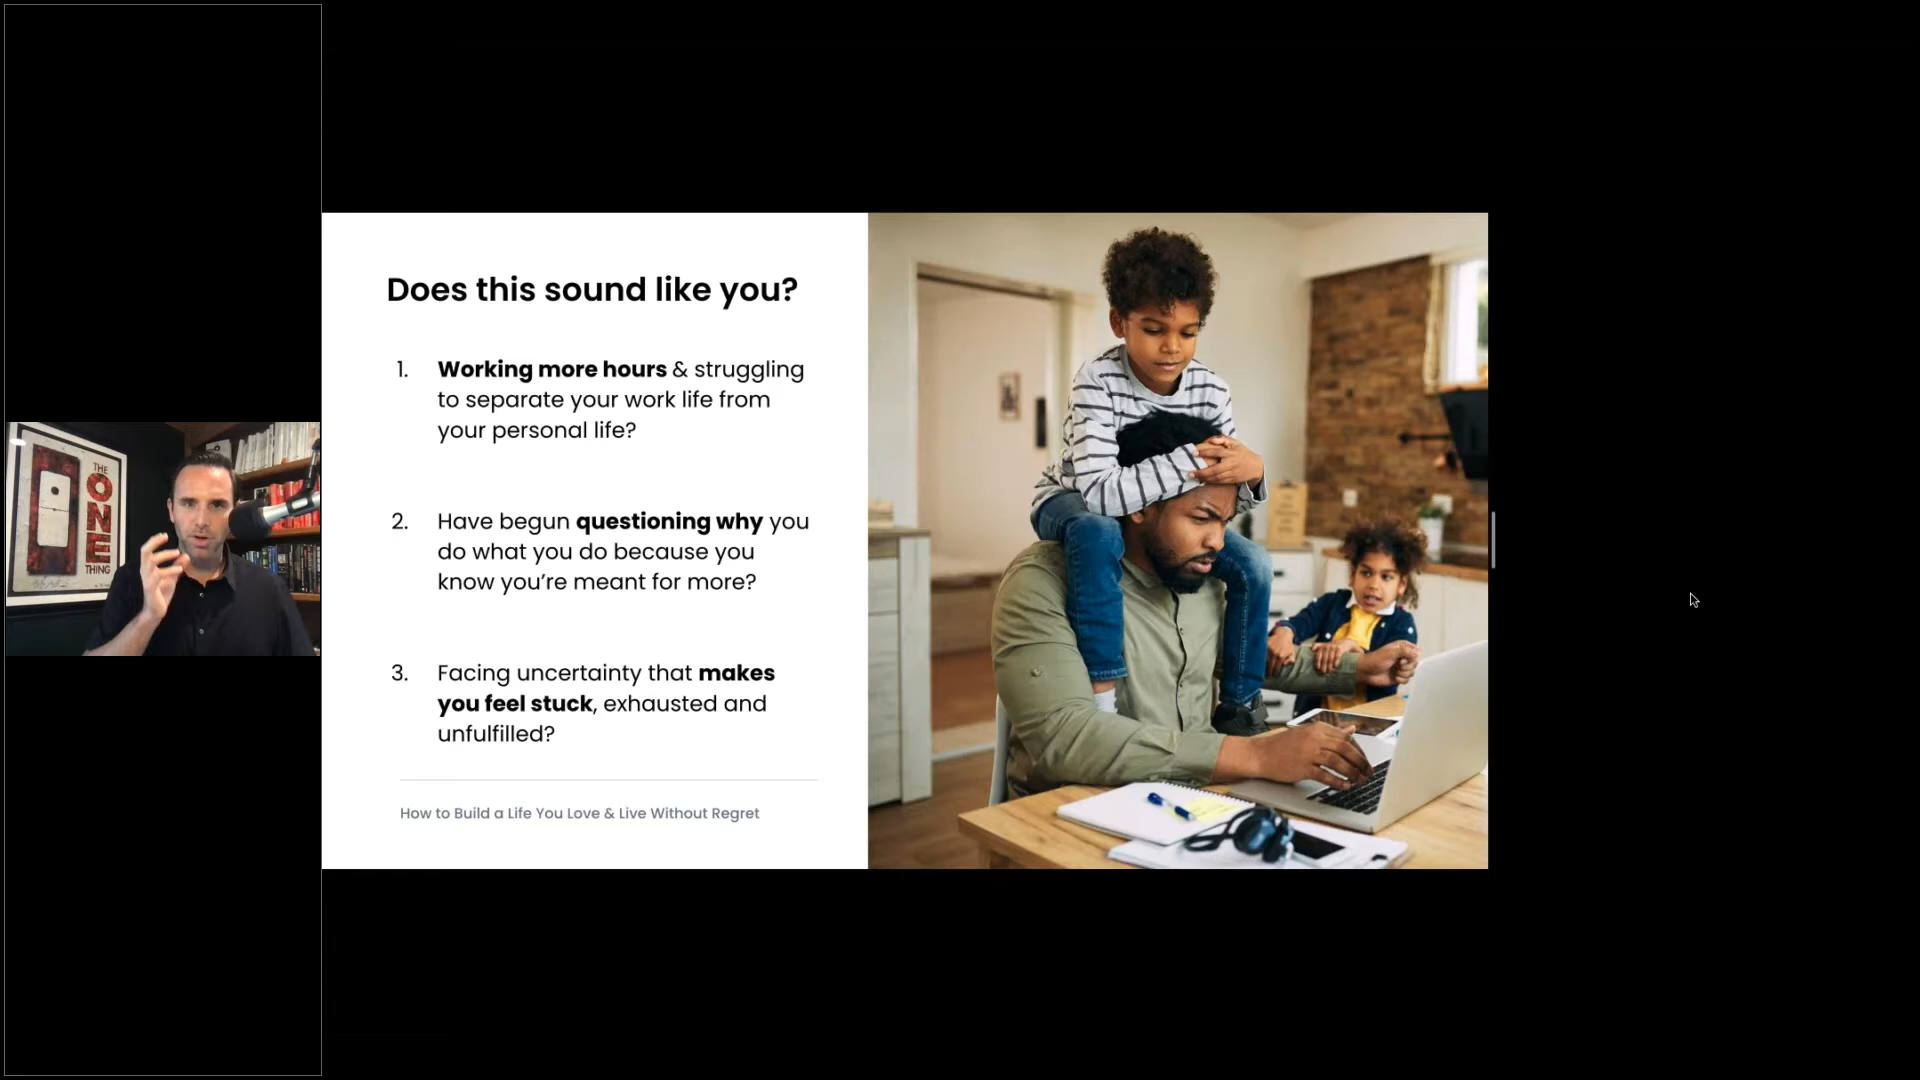 THE
ONE
THING
Does this sound like you?
1. Working more hours & struggling
to separate your work life from
your personal life?
2. Have begun questioning why you
do what you do because you
know you’re meant for more?
3. Facing uncertainty that makes
you feel stuck, exhausted and
unfulfilled?
How to Build a Life You Love & Live Without Regret